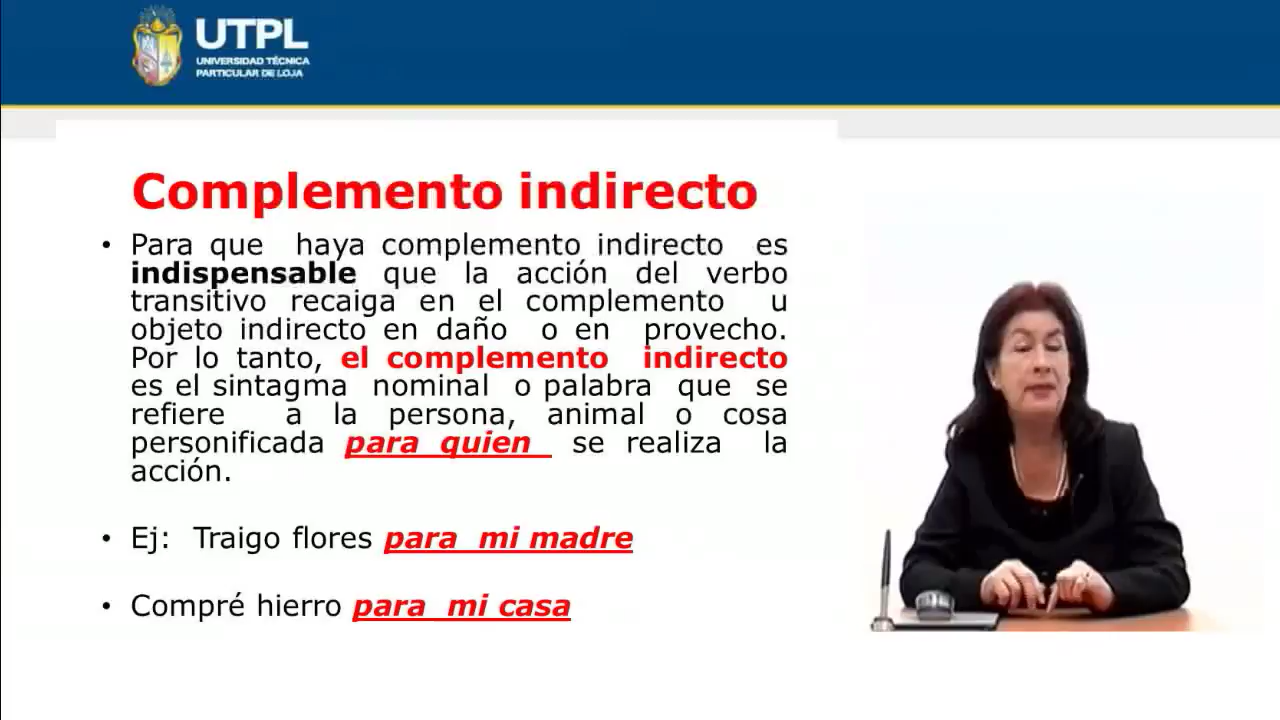 UTPL
UNIVERSIDAD TÉCNICA
PARTICULAR DE LOJA
Complemento indirecto
• Para que haya complemento indirecto es
indispensable que la acción del verbo
transitivo recaiga en el complemento u
objeto indirecto en daño o en provecho.
Por lo tanto, el complemento indirecto
es el sintagma nominal o palabra que se
refiere a la persona, animal o cosa
personificada para quien se realiza la
acción.
• Ej: Traigo flores para mi madre
• Compré hierro para mi casa